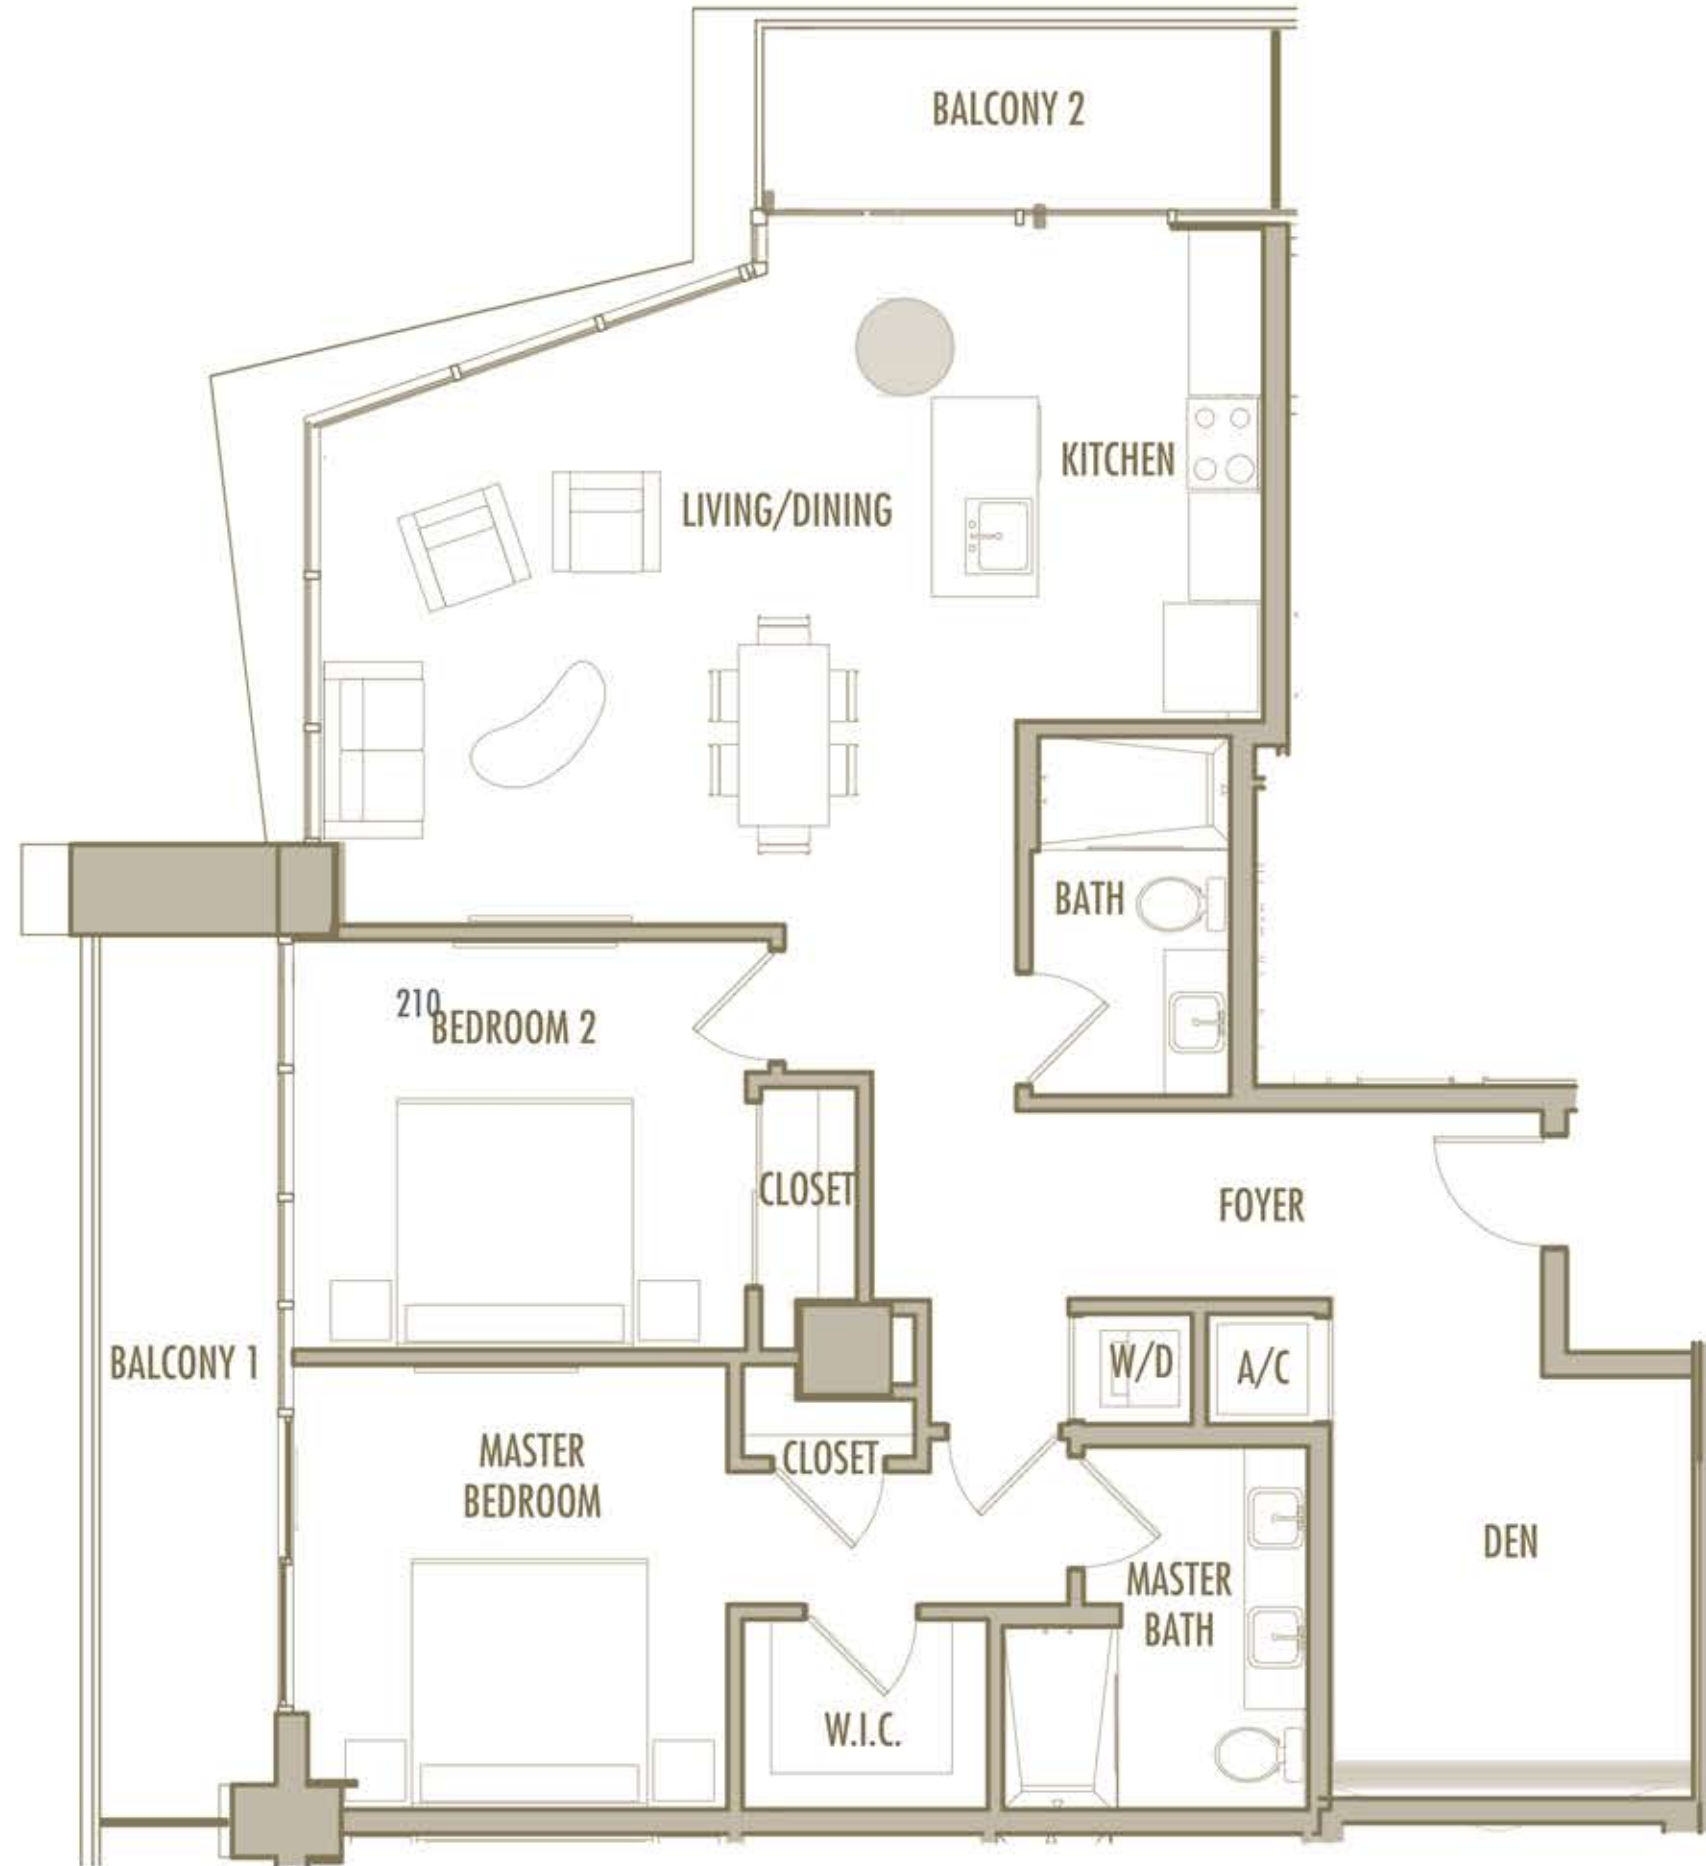 BALCONY 2
KITCHEN
LIVING/DINING
BATH
210
BEDROOM 2
CLOSET
FOYER
BALCONY 1
W/D
A/C
MASTER
BEDROOM
CLOSET
DEN
MASTER
BATH
W.I.C.